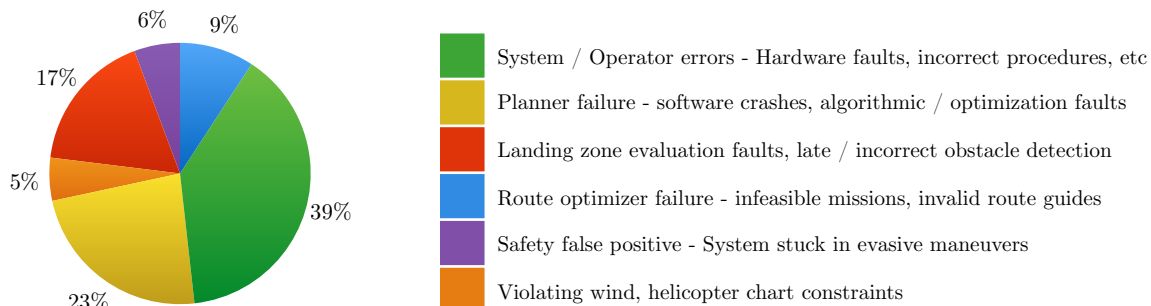 6%
9%
17%
5%
39%
23%
System / Operator errors - Hardware faults, incorrect procedures, etc
Planner failure - software crashes, algorithmic / optimization faults
Landing zone evaluation faults, late / incorrect obstacle detection
Route optimizer failure - infeasible missions, invalid route guides
Safety false positive - System stuck in evasive maneuvers
Violating wind, helicopter chart constraints